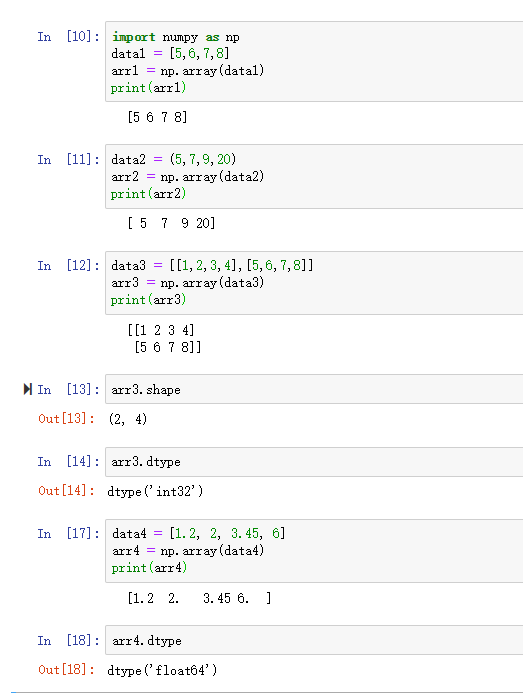 In [10]: import numpy as np
data1 = [5,6,7,8]
arr1 = np.array(data1)
print(arr1)
[5 6 7 8]
In [11]: data2 = (5,7,9,20)
arr2 = np.array(data2)
print(arr2)
[ 5  7  9 20]
In [12]: data3 = [[1,2,3,4],[5,6,7,8]]
arr3 = np.array(data3)
print(arr3)
[[1 2 3 4]
 [5 6 7 8]]
In [13]: arr3.shape
Out[13]: (2, 4)
In [14]: arr3.dtype
Out[14]: dtype('int32')
In [17]: data4 = [1.2, 2, 3.45, 6]
arr4 = np.array(data4)
print(arr4)
[1.2  2.   3.45 6.  ]
In [18]: arr4.dtype
Out[18]: dtype('float64')